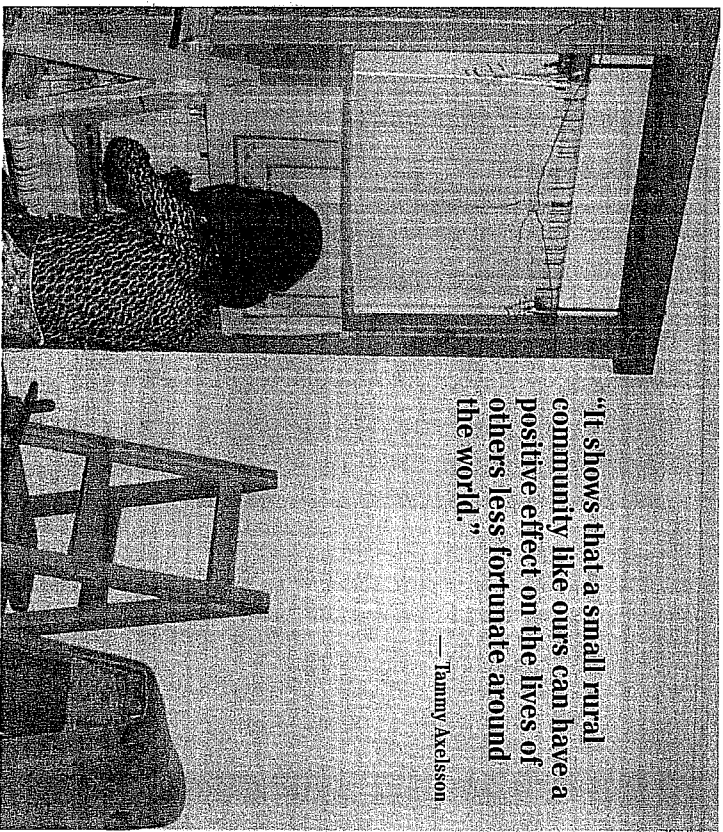 “It shows that a small rural
community like ours can have a
positive effect on the lives of
others less fortunate around
the world.”
— Tammy Axelsson